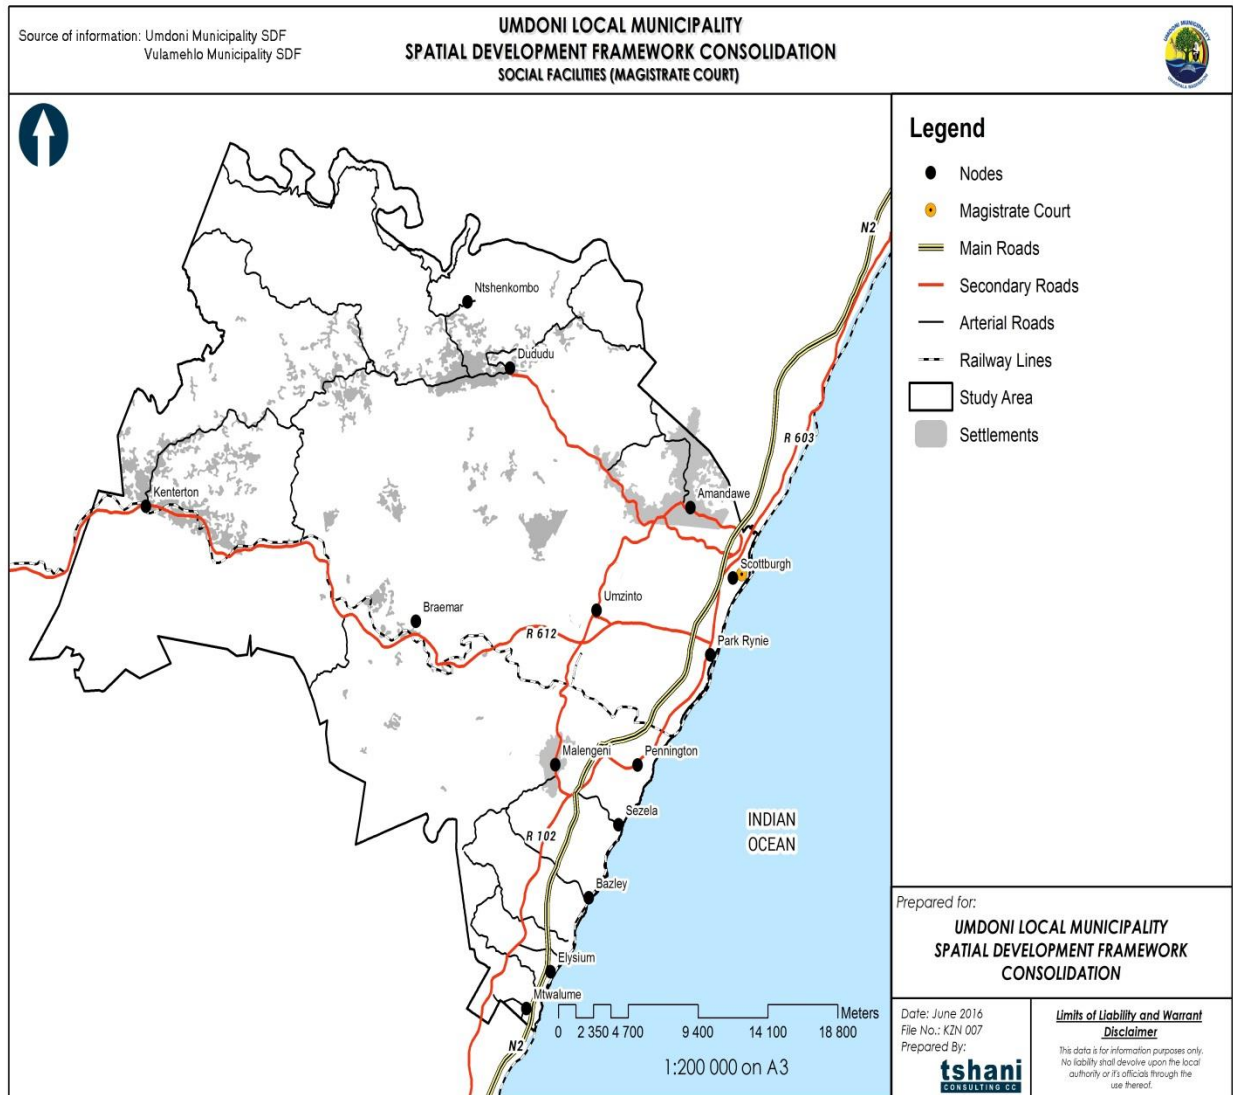 Source of information: Umdoni Municipality SDF
Vulamehlo Municipality SDF
UMDONI LOCAL MUNICIPALITY
SPATIAL DEVELOPMENT FRAMEWORK CONSOLIDATION
SOCIAL FACILITIES (MAGISTRATE COURT)
UMDONI MUNICIPALITY
Legend
Nodes
Magistrate Court
Main Roads
Secondary Roads
Arterial Roads
Railway Lines
Study Area
Settlements
N2
Ntshenkombo
Dududu
R 603
Kenterton
Amandawe
Scottburgh
Umzinto
Braemar
R 612
Park Rynie
Malengeni
Pennington
Sezela
INDIAN
OCEAN
R 102
Bazley
Elysium
Mtwalume
N2
Meters
0 2 350 4 700 9 400 14 100 18 800
1:200 000 on A3
Prepared for:
UMDONI LOCAL MUNICIPALITY
SPATIAL DEVELOPMENT FRAMEWORK
CONSOLIDATION
Date: June 2016
File No.: KZN 007
Prepared By:
tshani
CONSULTING CC
Limits of Liability and Warrant
Disclaimer
This data is for information purposes only.
No liability shall devolve upon the local
authority or it's officials through the
use thereof.